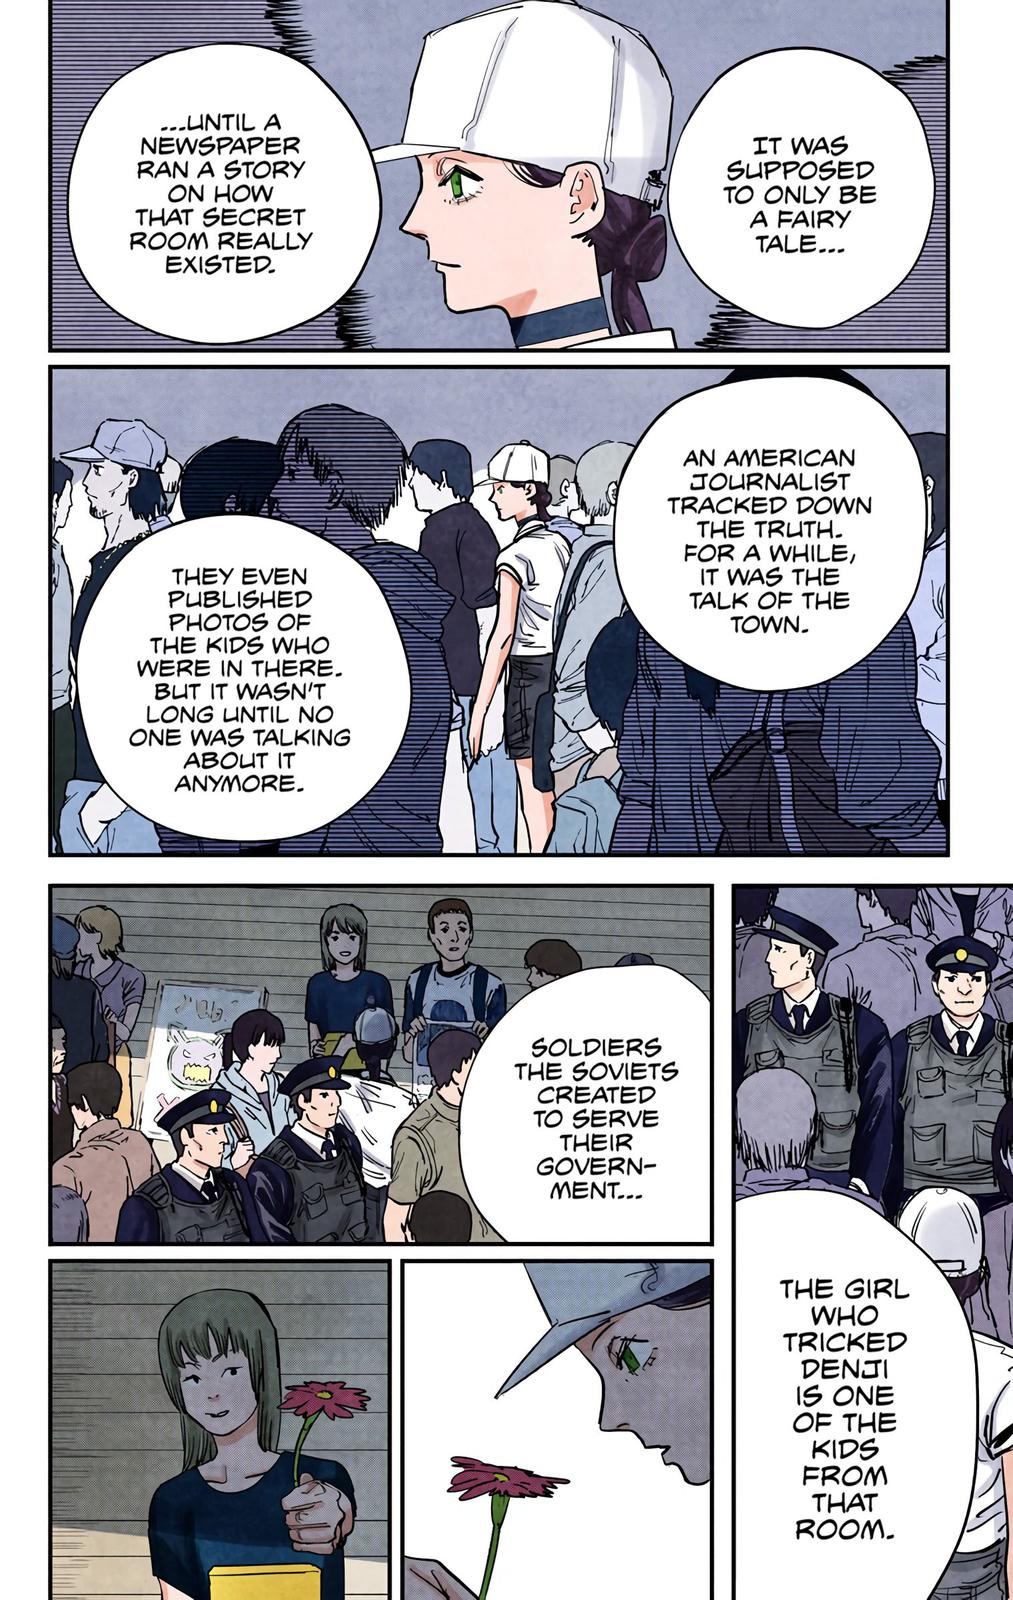 IT WAS
SUPPOSED
TO ONLY BE
A FAIRY
TALE...
...UNTIL A
NEWSPAPER
RAN A STORY
ON HOW
THAT SECRET
ROOM REALLY
EXISTED.
AN AMERICAN
JOURNALIST
TRACKED DOWN
THE TRUTH.
FOR A WHILE,
IT WAS THE
TALK OF THE
TOWN.
THEY EVEN
PUBLISHED
PHOTOS OF
THE KIDS WHO
WERE IN THERE.
BUT IT WASN'T
LONG UNTIL NO
ONE WAS TALKING
ABOUT IT
ANYMORE.
THE GIRL
WHO
TRICKED
DENJI
IS ONE
OF THE
KIDS
FROM
THAT
ROOM.
SOLDIERS
THE SOVIETS
CREATED
TO SERVE
THEIR
GOVERN-
MENT...